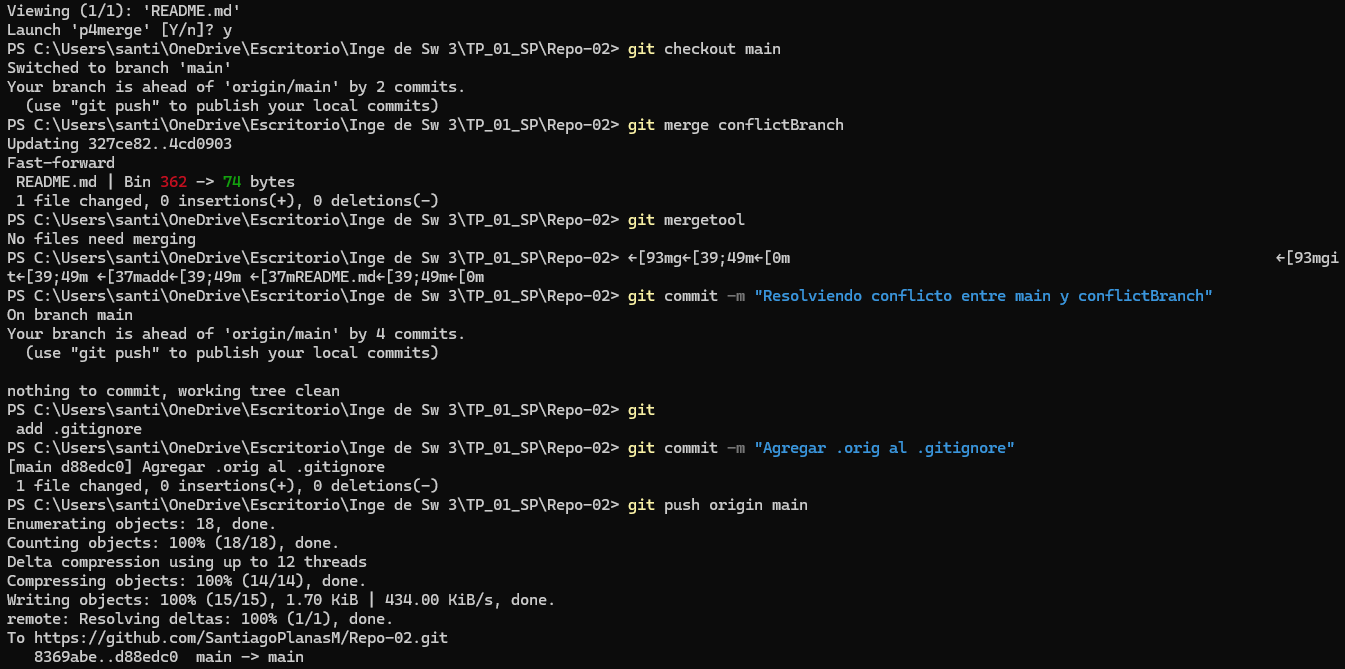 Viewing (1/1): 'README.md'
Launch 'p4merge' [Y/n]? y
PS C:\Users\santi\OneDrive\Escritorio\Inge de Sw 3\TP_01_SP\Repo-02> git checkout main
Switched to branch 'main'
Your branch is ahead of 'origin/main' by 2 commits.
  (use "git push" to publish your local commits)
PS C:\Users\santi\OneDrive\Escritorio\Inge de Sw 3\TP_01_SP\Repo-02> git merge conflictBranch
Updating 327ce82..4cd0903
Fast-forward
 README.md | Bin 362 -> 74 bytes
 1 file changed, 0 insertions(+), 0 deletions(-)
PS C:\Users\santi\OneDrive\Escritorio\Inge de Sw 3\TP_01_SP\Repo-02> git mergetool
No files need merging
PS C:\Users\santi\OneDrive\Escritorio\Inge de Sw 3\TP_01_SP\Repo-02> ←[93mg←[39;49m←[0m ←[93mgi
t←[39;49m ←[37madd←[39;49m ←[37mREADME.md←[39;49m←[0m
PS C:\Users\santi\OneDrive\Escritorio\Inge de Sw 3\TP_01_SP\Repo-02> git commit -m "Resolviendo conflicto entre main y conflictBranch"
On branch main
Your branch is ahead of 'origin/main' by 4 commits.
  (use "git push" to publish your local commits)

nothing to commit, working tree clean
PS C:\Users\santi\OneDrive\Escritorio\Inge de Sw 3\TP_01_SP\Repo-02> git
 add .gitignore
PS C:\Users\santi\OneDrive\Escritorio\Inge de Sw 3\TP_01_SP\Repo-02> git commit -m "Agregar .orig al .gitignore"
[main d88edc0] Agregar .orig al .gitignore
 1 file changed, 0 insertions(+), 0 deletions(-)
PS C:\Users\santi\OneDrive\Escritorio\Inge de Sw 3\TP_01_SP\Repo-02> git push origin main
Enumerating objects: 18, done.
Counting objects: 100% (18/18), done.
Delta compression using up to 12 threads
Compressing objects: 100% (14/14), done.
Writing objects: 100% (15/15), 1.70 KiB | 434.00 KiB/s, done.
remote: Resolving deltas: 100% (1/1), done.
To https://github.com/SantiagoPlanasM/Repo-02.git
   8369abe..d88edc0  main -> main